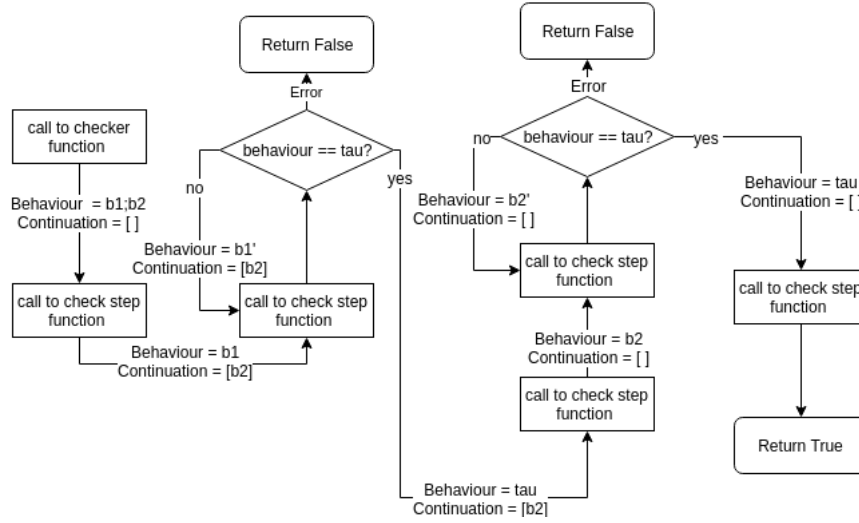 Return False
Error
behaviour == tau?
no
yes
call to checker
function
Behaviour = b1;b2
Continuation = [ ]
call to check step
function
Behaviour = b1
Continuation = [b2]
Behaviour = b1'
Continuation = [b2]
call to check step
function
Behaviour = tau
Continuation = [b2]
call to check step
function
Behaviour = b2
Continuation = [ ]
call to check step
function
Behaviour = b2'
Continuation = [ ]
no
behaviour == tau?
Error
Return False
yes
Behaviour = tau
Continuation = [ ]
call to check step
function
Return True